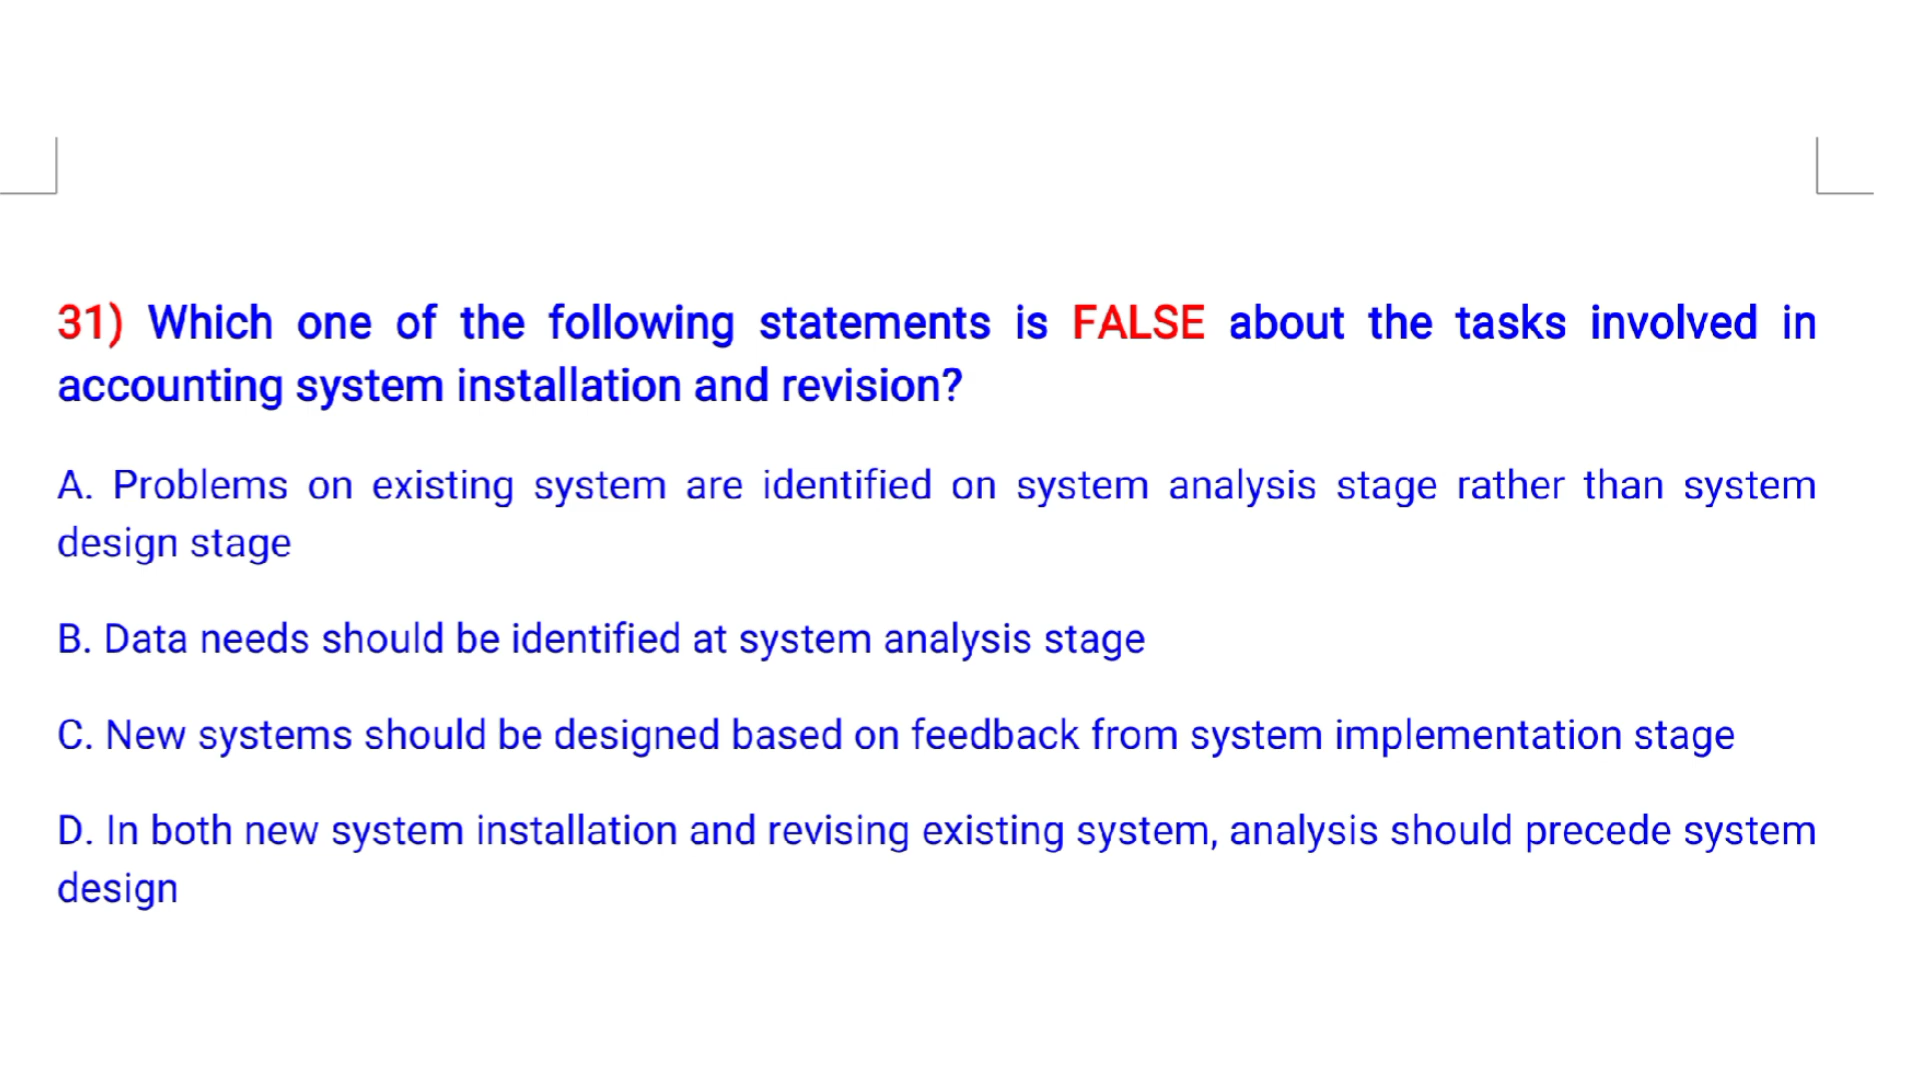 31) Which one of the following statements is FALSE about the tasks involved in
accounting system installation and revision?
A. Problems on existing system are identified on system analysis stage rather than system
design stage
B. Data needs should be identified at system analysis stage
C. New systems should be designed based on feedback from system implementation stage
D. In both new system installation and revising existing system, analysis should precede system
design